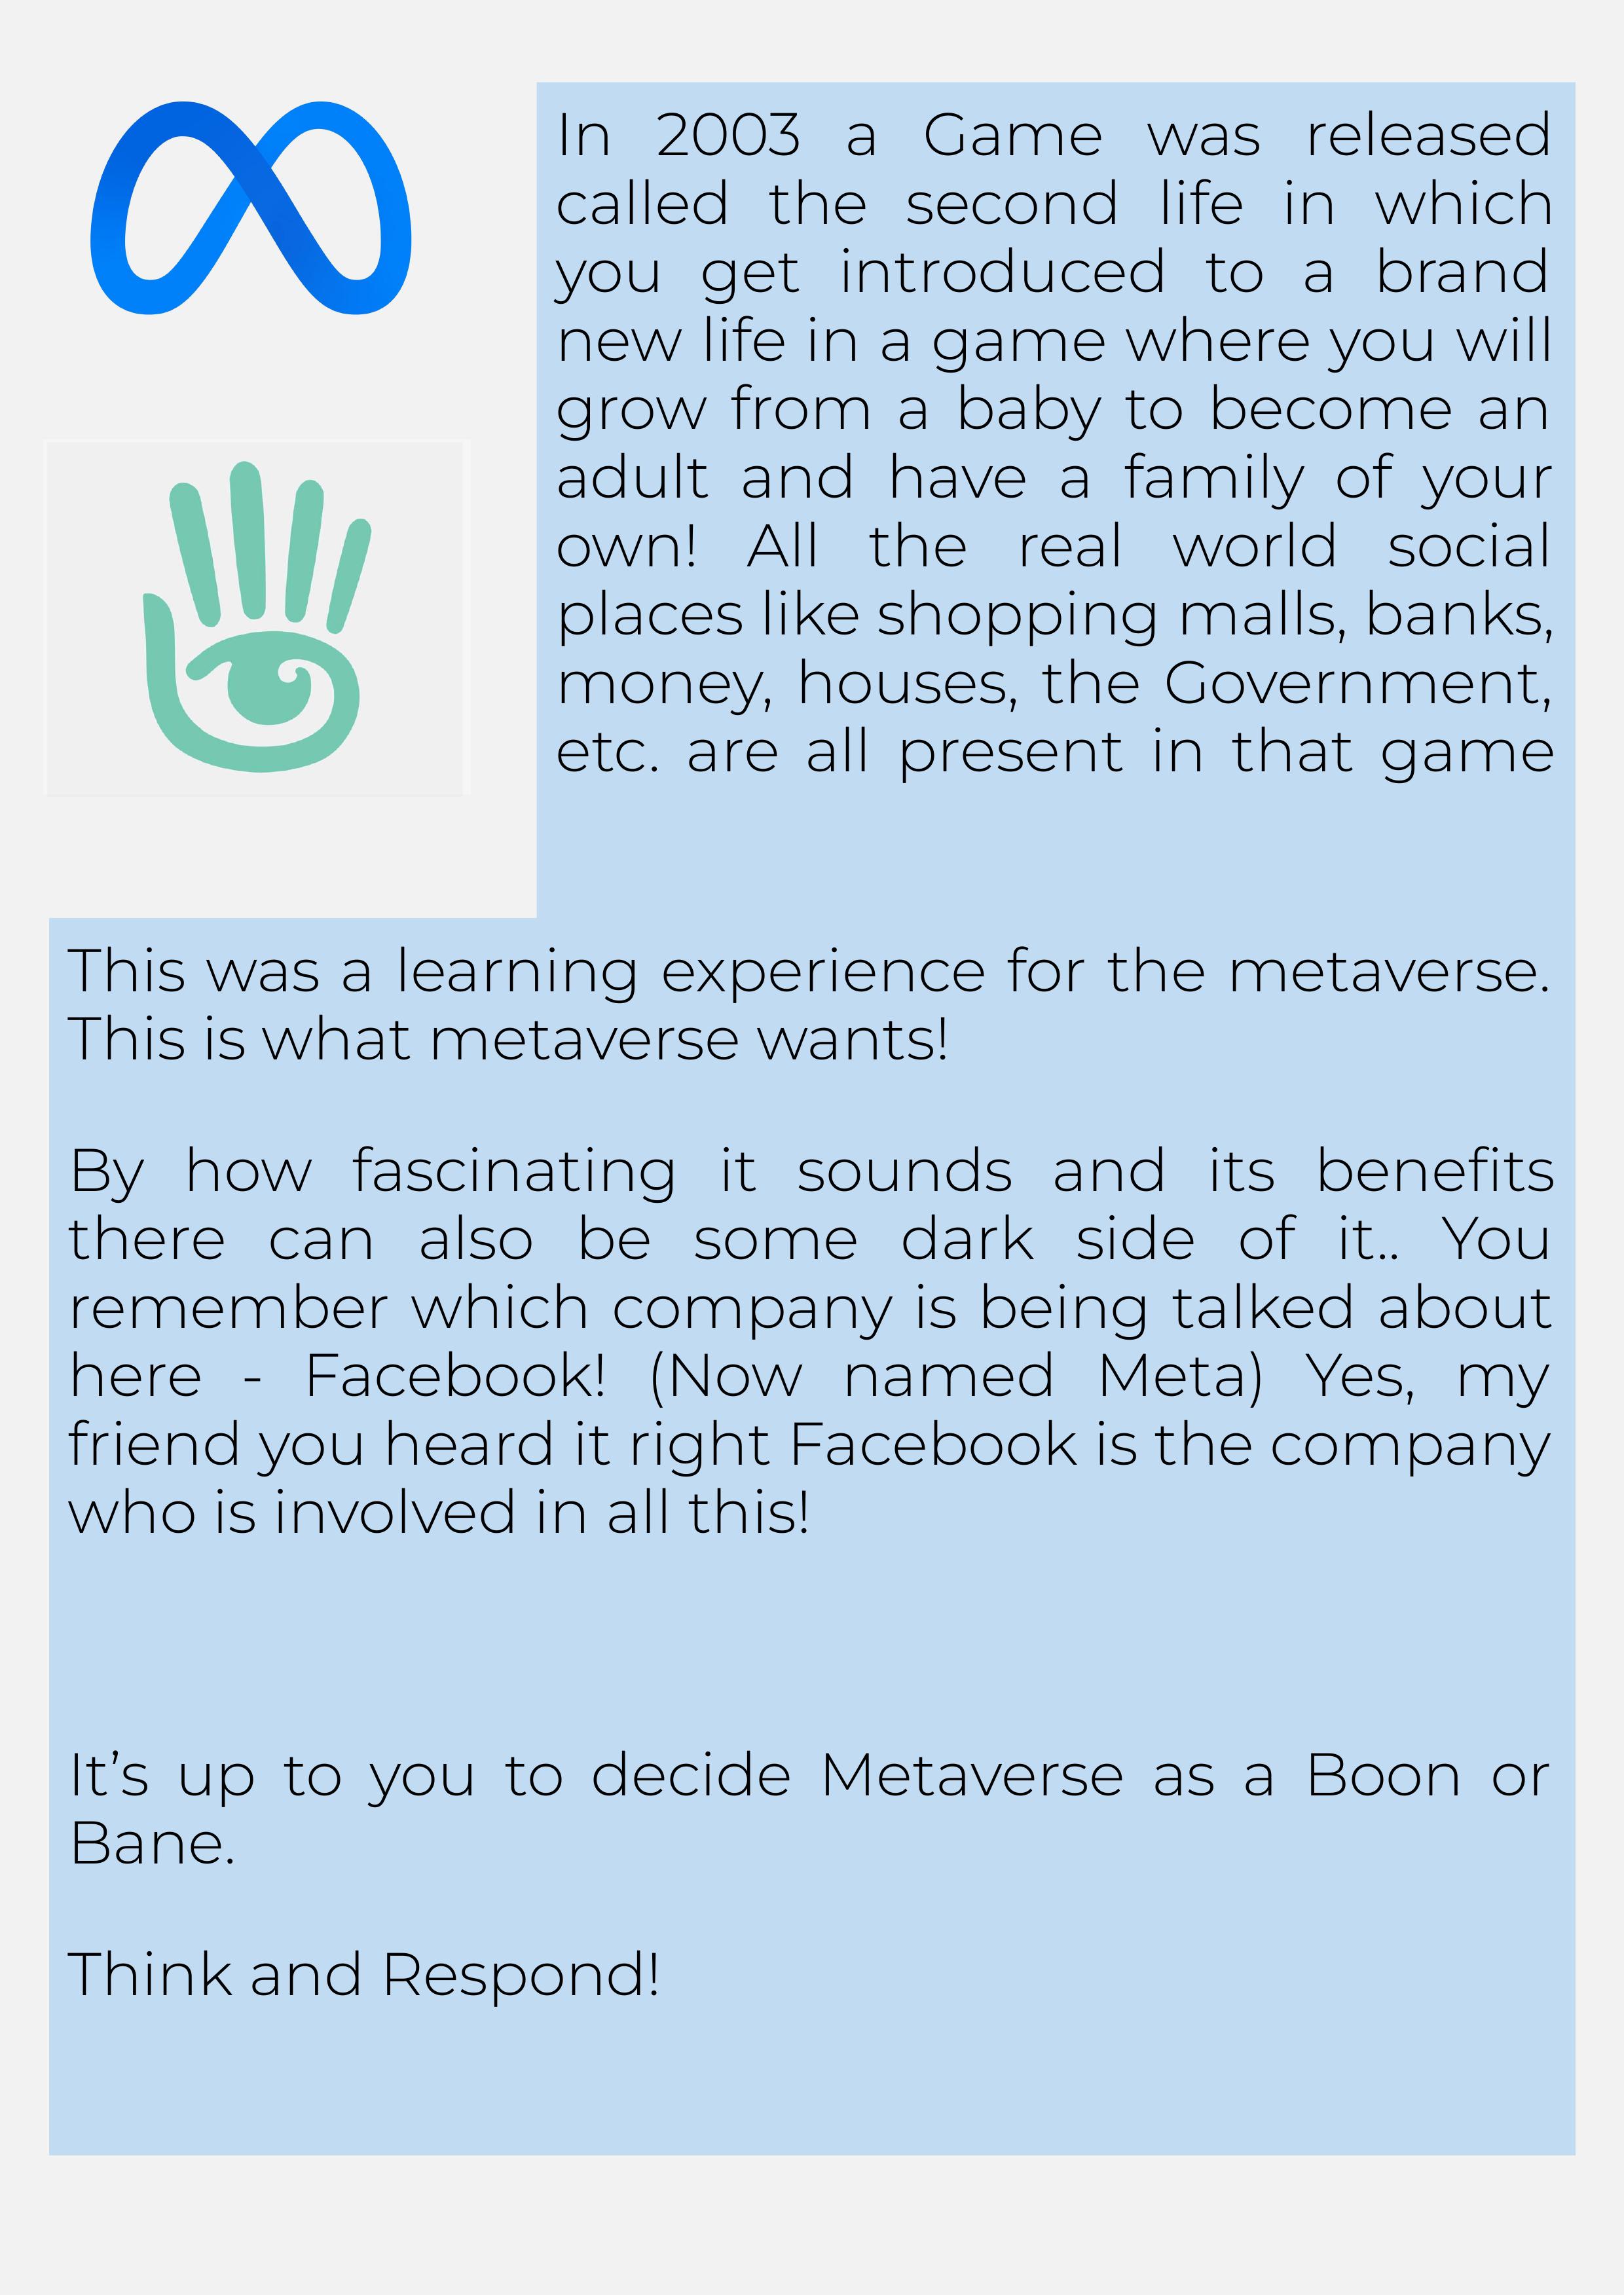 In 2003 a Game was released
called the second life in which
you get introduced to a brand
new life in a game where you will
grow from a baby to become an
adult and have a family of your
own! All the real world social
places like shopping malls, banks,
money, houses, the Government,
etc. are all present in that game
This was a learning experience for the metaverse.
This is what metaverse wants!
By how fascinating it sounds and its benefits
there can also be some dark side of it.. You
remember which company is being talked about
here - Facebook! (Now named Meta) Yes, my
friend you heard it right Facebook is the company
who is involved in all this!
It’s up to you to decide Metaverse as a Boon or
Bane.
Think and Respond!